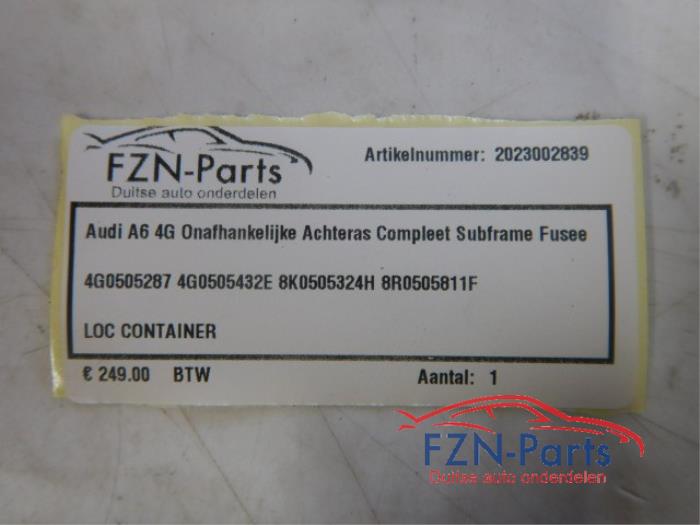 FZN-Parts
Duitse auto onderdelen
Artikelnummer: 2023002839
Audi A6 4G Onafhankelijke Achteras Compleet Subframe Fusee
4G0505287 4G0505432E 8K0505324H 8R0505811F
LOC CONTAINER
€ 249.00 BTW
Aantal: 1
FZN-Parts
Duitse auto onderdelen